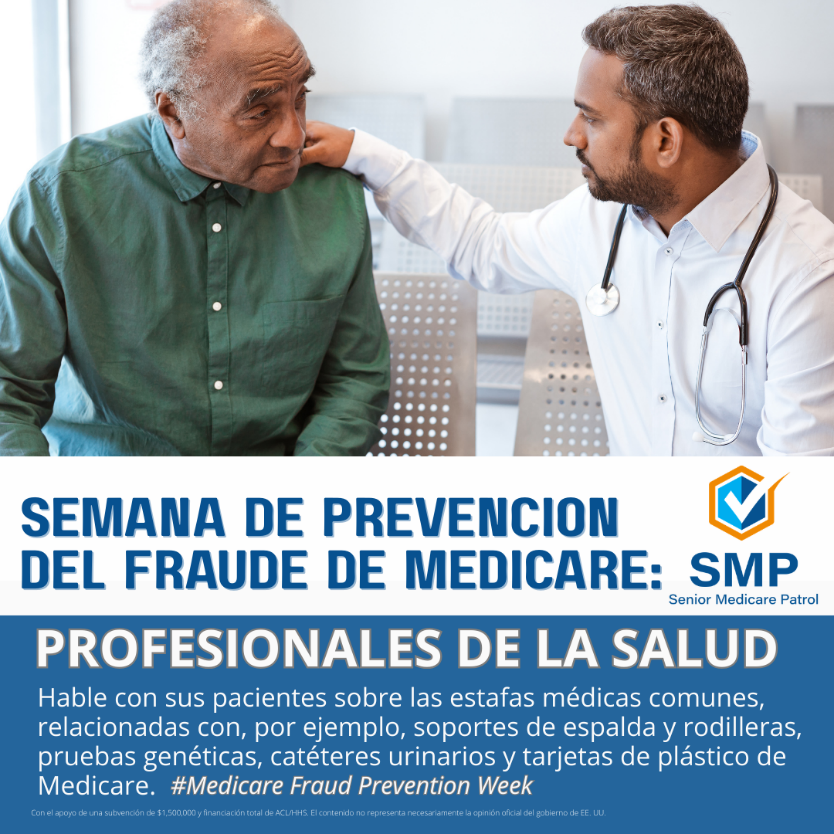 SEMANA DE PREVENCION
DEL FRAUDE DE MEDICARE:
SMP
Senior Medicare Patrol
PROFESIONALES DE LA SALUD
Hable con sus pacientes sobre las estafas médicas comunes,
relacionadas con, por ejemplo, soportes de espalda y rodilleras,
pruebas genéticas, catéteres urinarios y tarjetas de plástico de
Medicare. #Medicare Fraud Prevention Week
Con el apoyo de una subvención de $1,500,000 y financiación total de ACL/HHS. El contenido no representa necesariamente la opinión oficial del gobierno de EE. UU.